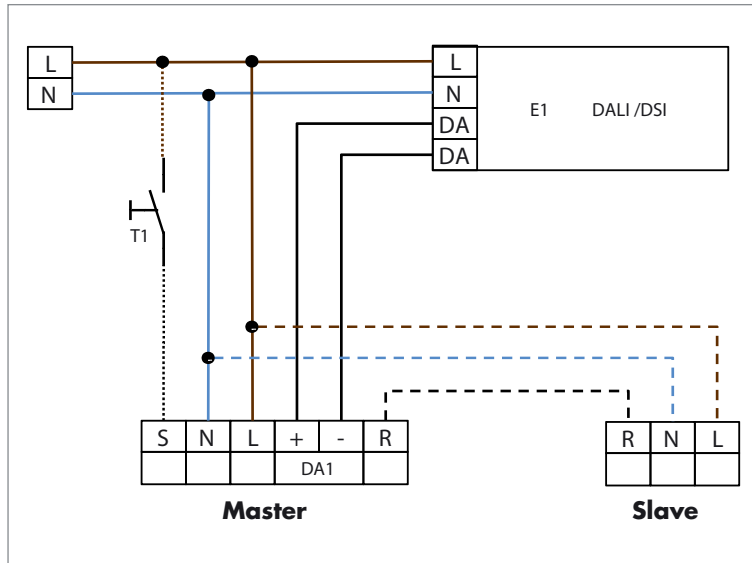 L
N
L
N
DA
DA
E1 DALI /DSI
T1
S N L + - R
DA1
R N L
Master
Slave